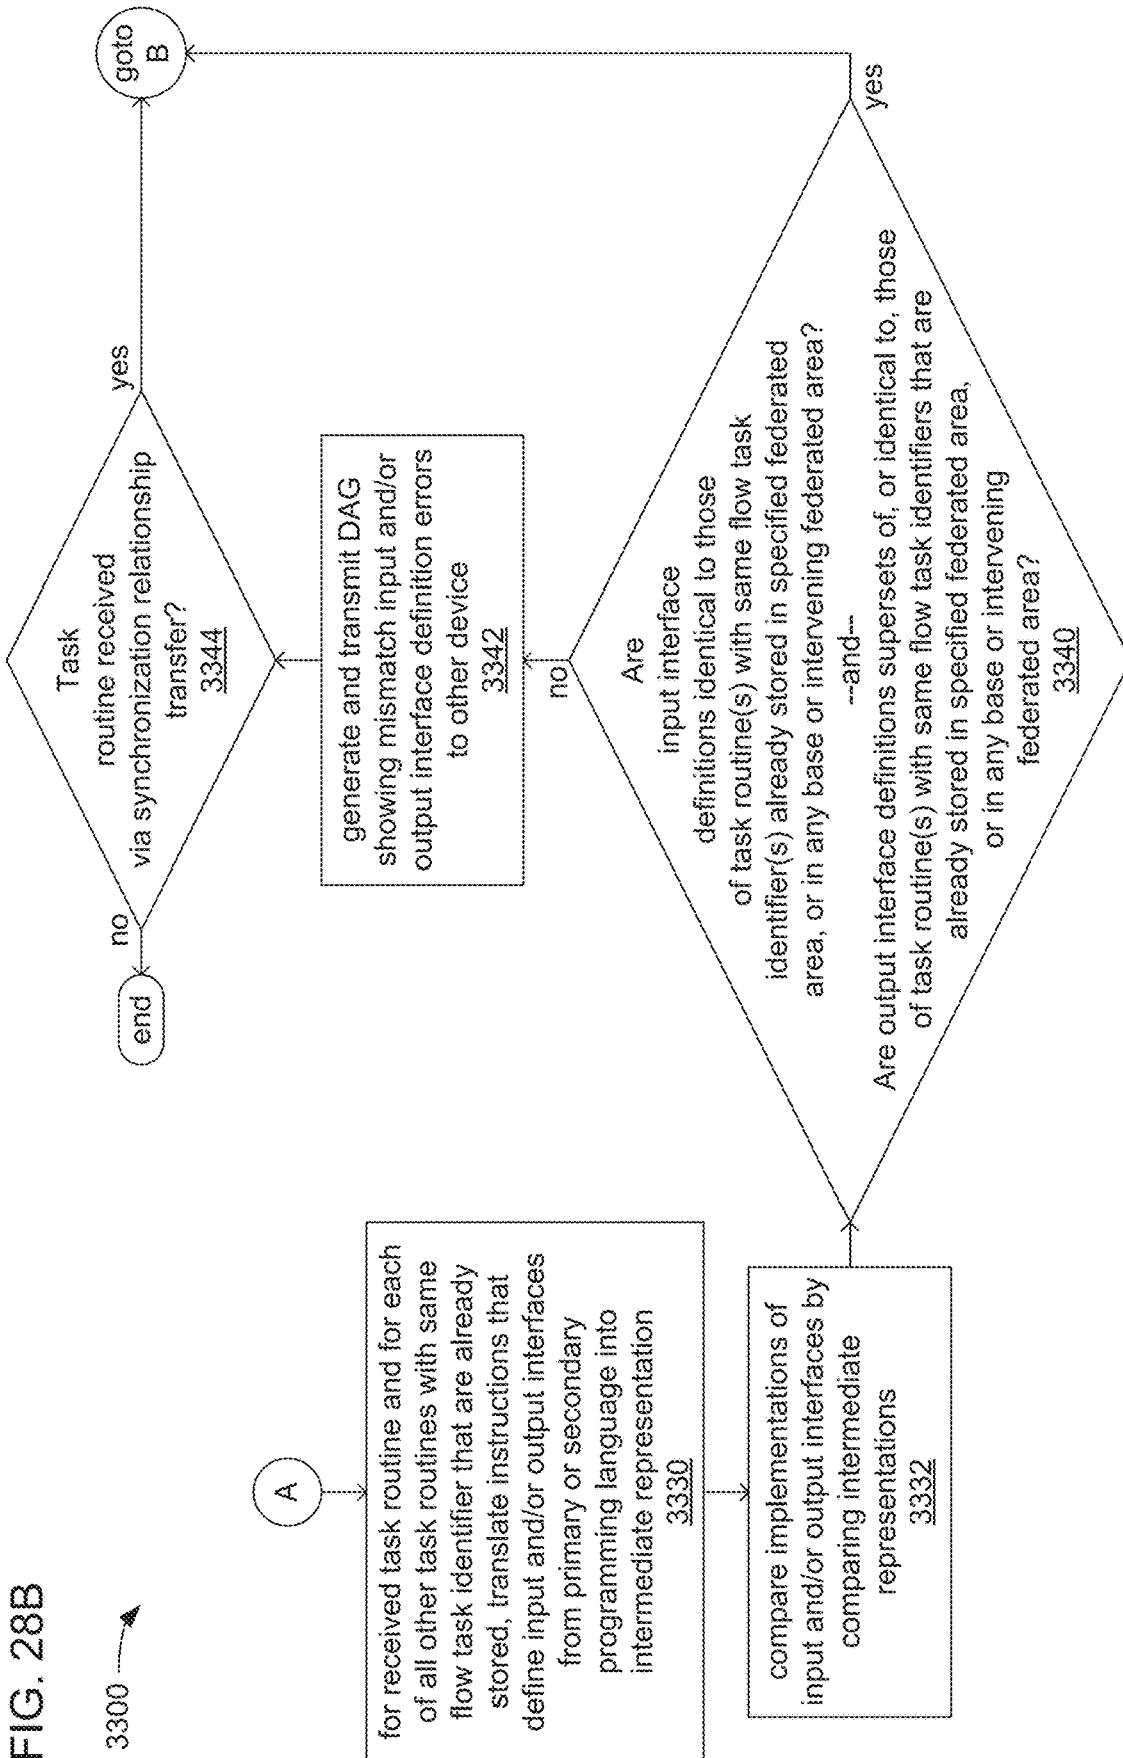 FIG. 28B
3300
A
for received task routine and for each
of all other task routines with same
flow task identifier that are already
stored, translate instructions that
define input and/or output interfaces
from primary or secondary
programming language into
intermediate representation
3330
compare implementations of
input and/or output interfaces by
comparing intermediate
representations
3332
Are
input interface
definitions identical to those
of task routine(s) with same flow task
identifier(s) already stored in specified federated
area, or in any base or intervening federated area?
--and--
Are output interface definitions supersets of, or identical to, those
of task routine(s) with same flow task identifiers that are
already stored in specified federated area,
or in any base or intervening
federated area?
3340
no
yes
generate and transmit DAG
showing mismatch input and/or
output interface definition errors
to other device
3342
Task
routine received
via synchronization relationship
transfer?
3344
no
yes
end
goto
B